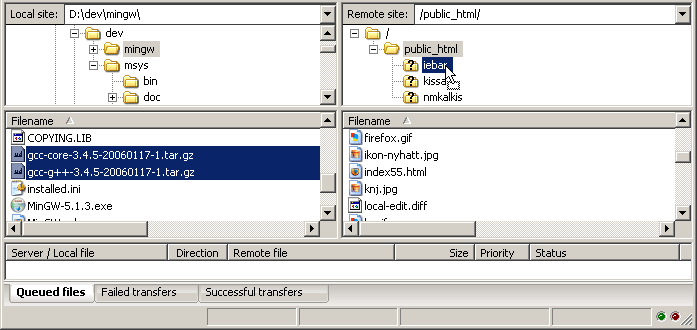 Local site: D:\dev\mingw\
dev
mingw
msys
bin
doc
Filename
COPYING.LIB
gcc-core-3.4.5-20060117-1.tar.gz
gcc-g++-3.4.5-20060117-1.tar.gz
installed.ini
MinGW-5.1.3.exe
Remote site: /public_html/
/
public_html
iebar
kissa
nmkalkis
Filename
firefox.gif
ikon-nyhatt.jpg
index55.html
knj.jpg
local-edit.diff
Server / Local file Direction Remote file Size Priority Status
Queued files Failed transfers Successful transfers